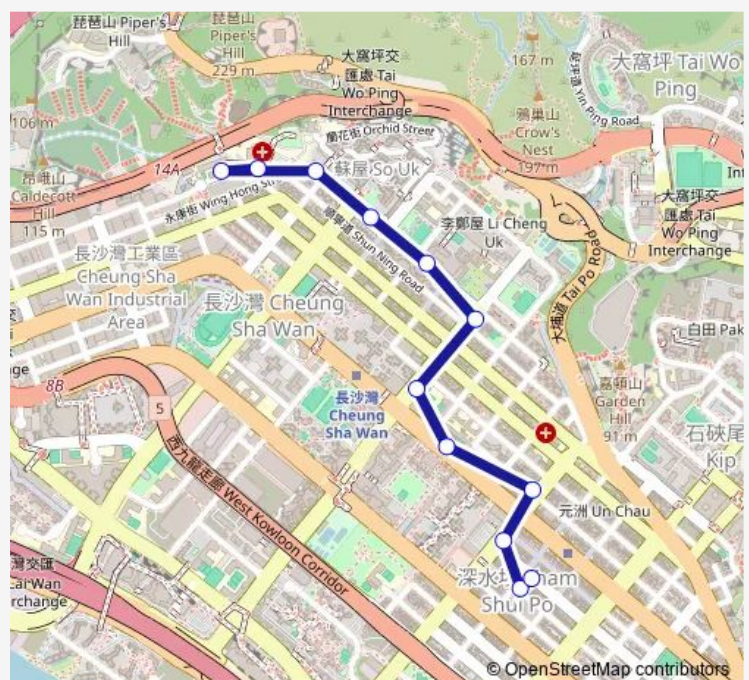 琵琶山 Piper's
Hill
琵琶山
Piper's
Hill
229 m
大窩坪交
匯處 Tai
Wo Ping
Interchange
167 m
大窩坪 Tai Wo
Ping
106 m
鴉巢山
Crow's
Nest
197 m
蘭花街 Orchid Street
14A
蘇屋 So Uk
Caldecott
Hill
115 m
永康街 Wing Hong Str
順寧道 Shun Ning Road
李鄭屋 Li Cheng
Uk
大窩坪交
匯處 Tai
Wo Ping
Interchange
長沙灣工業區
Cheung Sha
Wan Industrial
Area
長沙灣 Cheung
Sha Wan
大埔道 Tai Po Road
白田 Pak
8B
5
長沙灣
Cheung
Sha Wan
嘉頓山
Garden
Hill
91 m
石硤尾
Kip
西九龍走廊 West Kowloon Corridor
元洲 Un Chau
Shui Po
© OpenStreetMap contributors